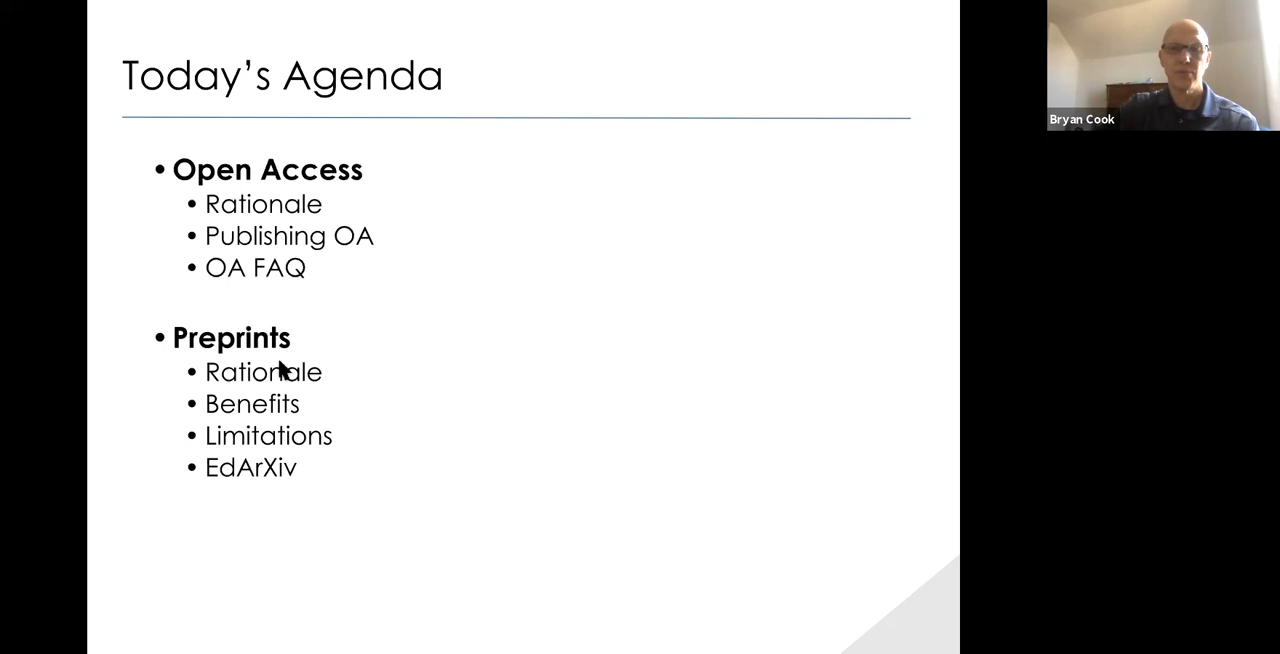 Today's Agenda
• Open Access
• Rationale
• Publishing OA
• OA FAQ
• Preprints
• Rationale
• Benefits
• Limitations
• EdArXiv
Bryan Cook